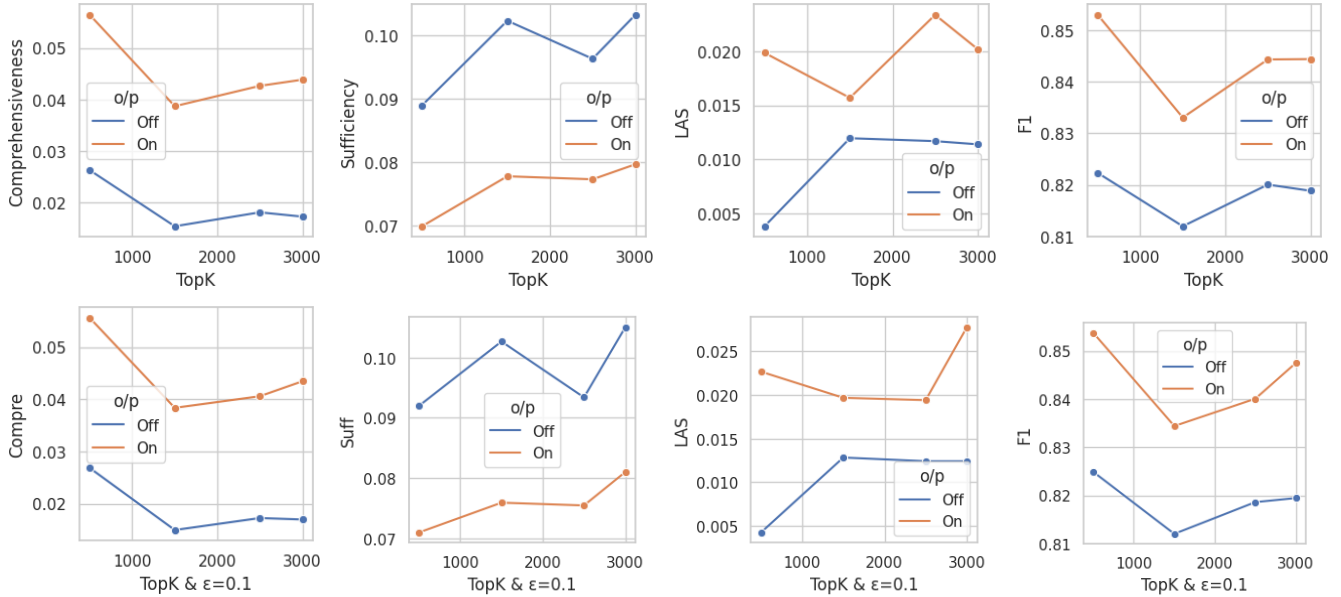 Comprehensiveness
0.05
0.04
0.03
0.02
o/p
Off
On
1000 2000 3000
TopK
Sufficiency
0.10
0.09
0.08
0.07
o/p
Off
On
1000 2000 3000
TopK
LAS
0.020
0.015
0.010
0.005
o/p
Off
On
1000 2000 3000
TopK
F1
0.85
0.84
0.83
0.82
0.81
o/p
Off
On
1000 2000 3000
TopK
Compre
0.05
0.04
0.03
0.02
o/p
Off
On
1000 2000 3000
TopK & ε=0.1
Suff
0.10
0.09
0.08
0.07
o/p
Off
On
1000 2000 3000
TopK & ε=0.1
LAS
0.025
0.020
0.015
0.010
0.005
o/p
Off
On
1000 2000 3000
TopK & ε=0.1
F1
0.85
0.84
0.83
0.82
0.81
o/p
Off
On
1000 2000 3000
TopK & ε=0.1